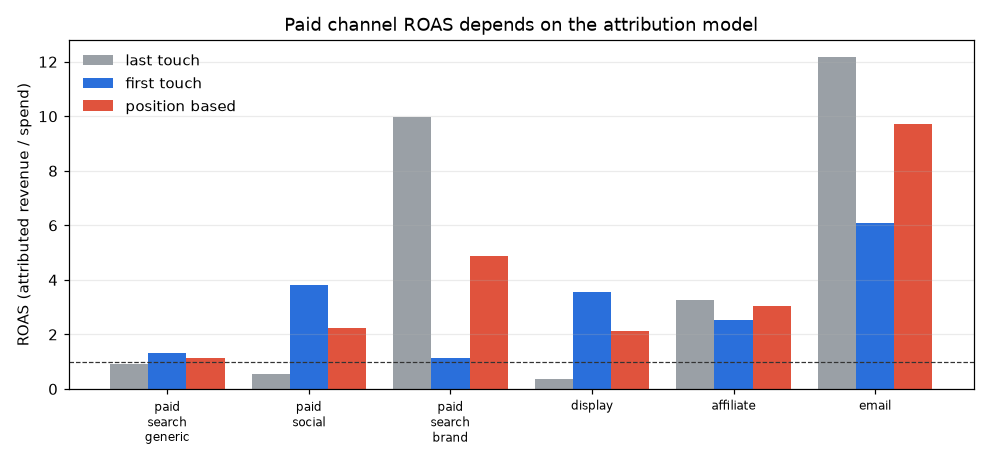 Paid channel ROAS depends on the attribution model
last touch
first touch
position based
ROAS (attributed revenue / spend)
12
10
8
6
4
2
0
paid
search
generic
paid
social
paid
search
brand
display
affiliate
email